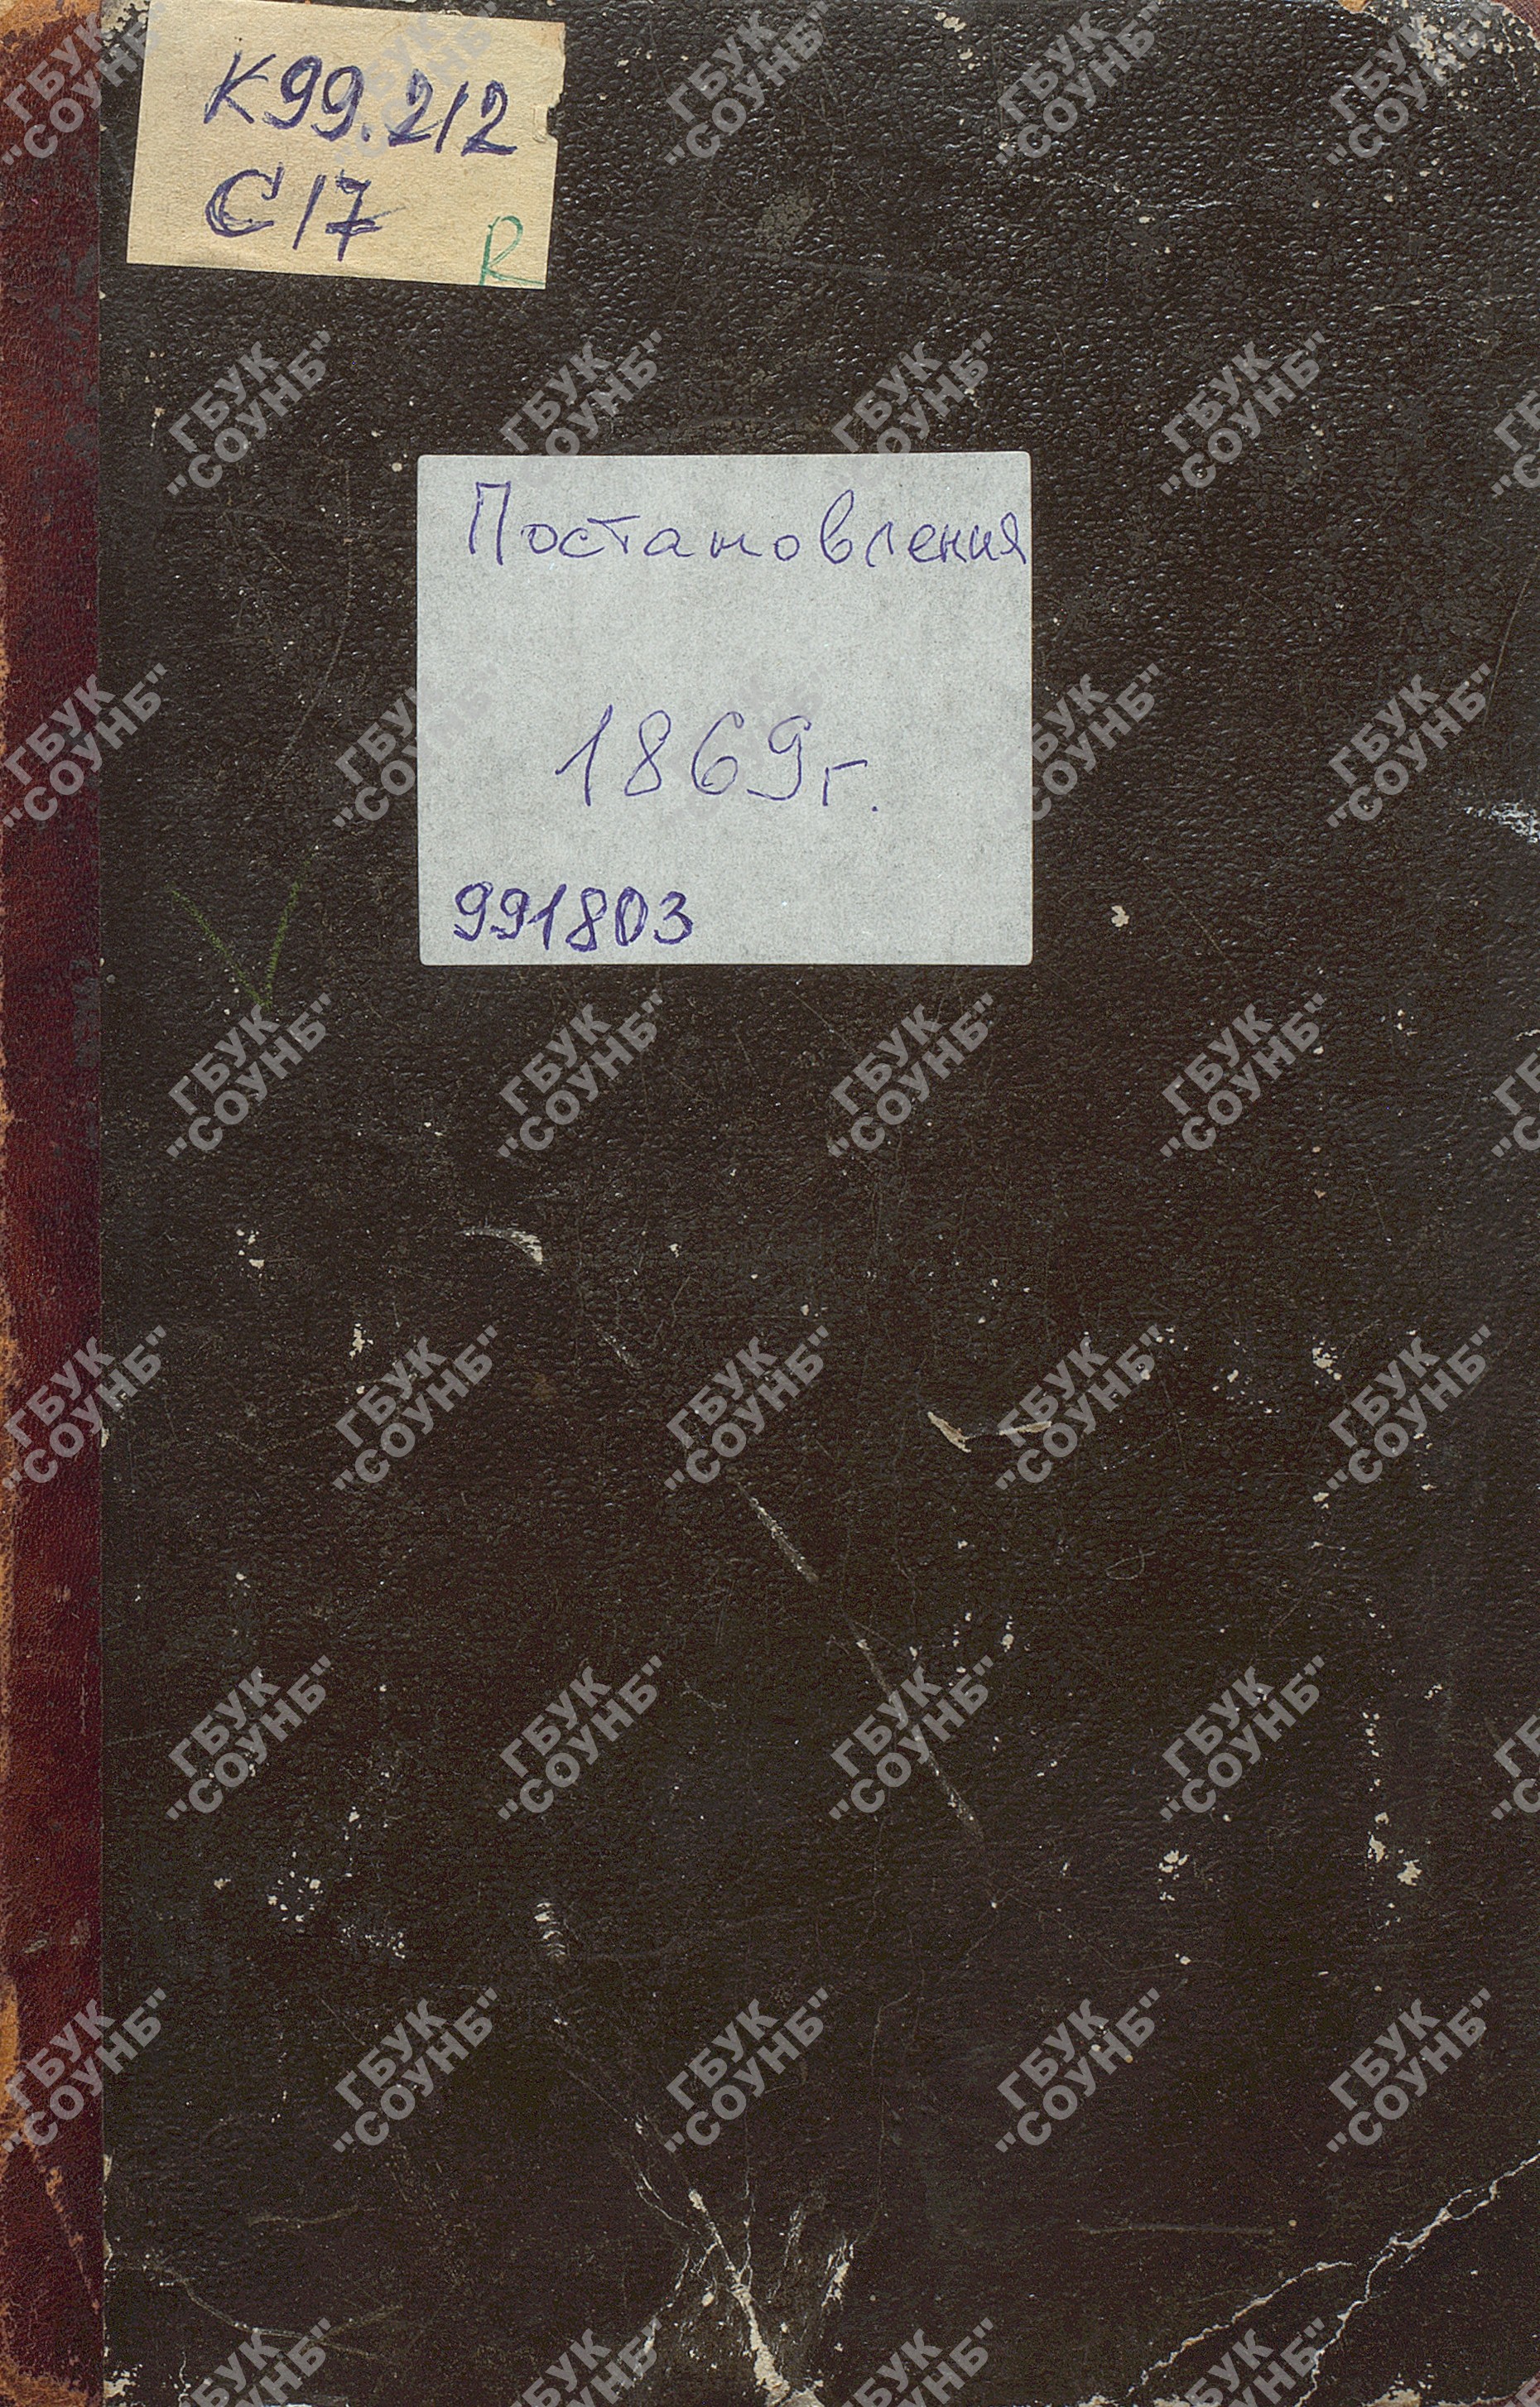 К99.212
С17
R
Постановления
1869г.
991803
ГБУК
"СОУНБ"